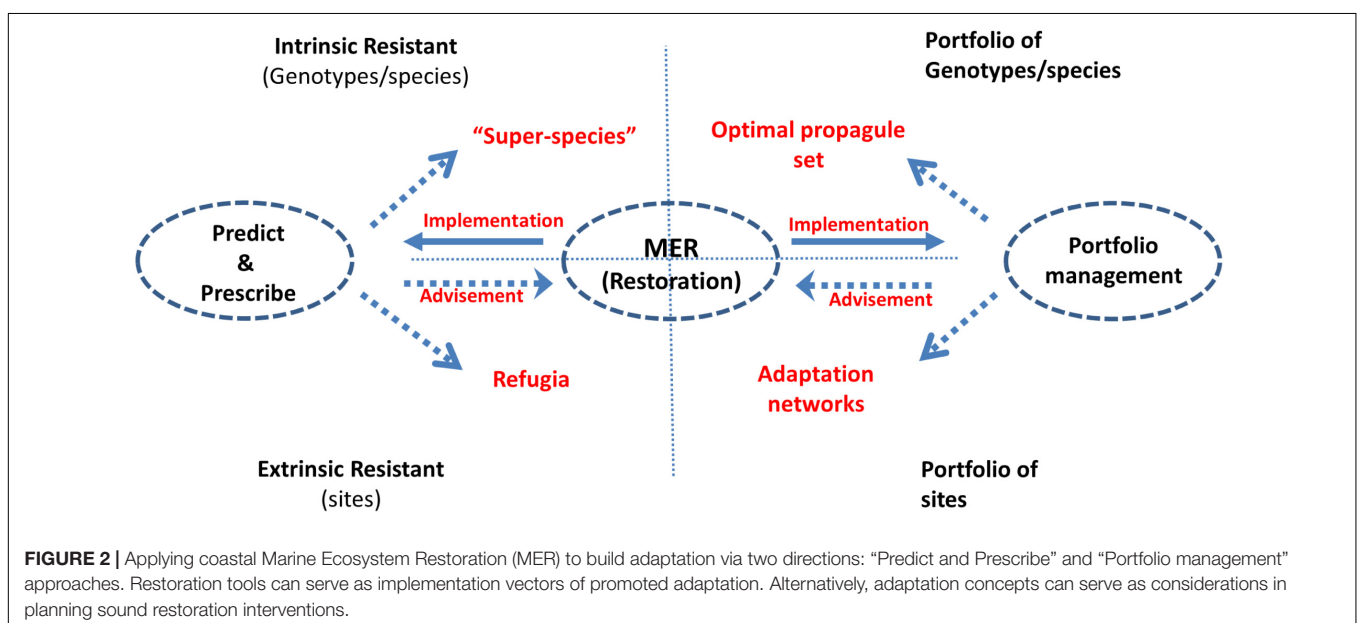 Intrinsic Resistant
(Genotypes/species)
Portfolio of
Genotypes/species
“Super-species”
Optimal propagule
set
Predict
&
Prescribe
Implementation
Advisement
MER
(Restoration)
Implementation
Advisement
Portfolio
management
Refugia
Adaptation
networks
Extrinsic Resistant
(sites)
Portfolio of
sites
FIGURE 2 | Applying coastal Marine Ecosystem Restoration (MER) to build adaptation via two directions: “Predict and Prescribe” and “Portfolio management”
approaches. Restoration tools can serve as implementation vectors of promoted adaptation. Alternatively, adaptation concepts can serve as considerations in
planning sound restoration interventions.